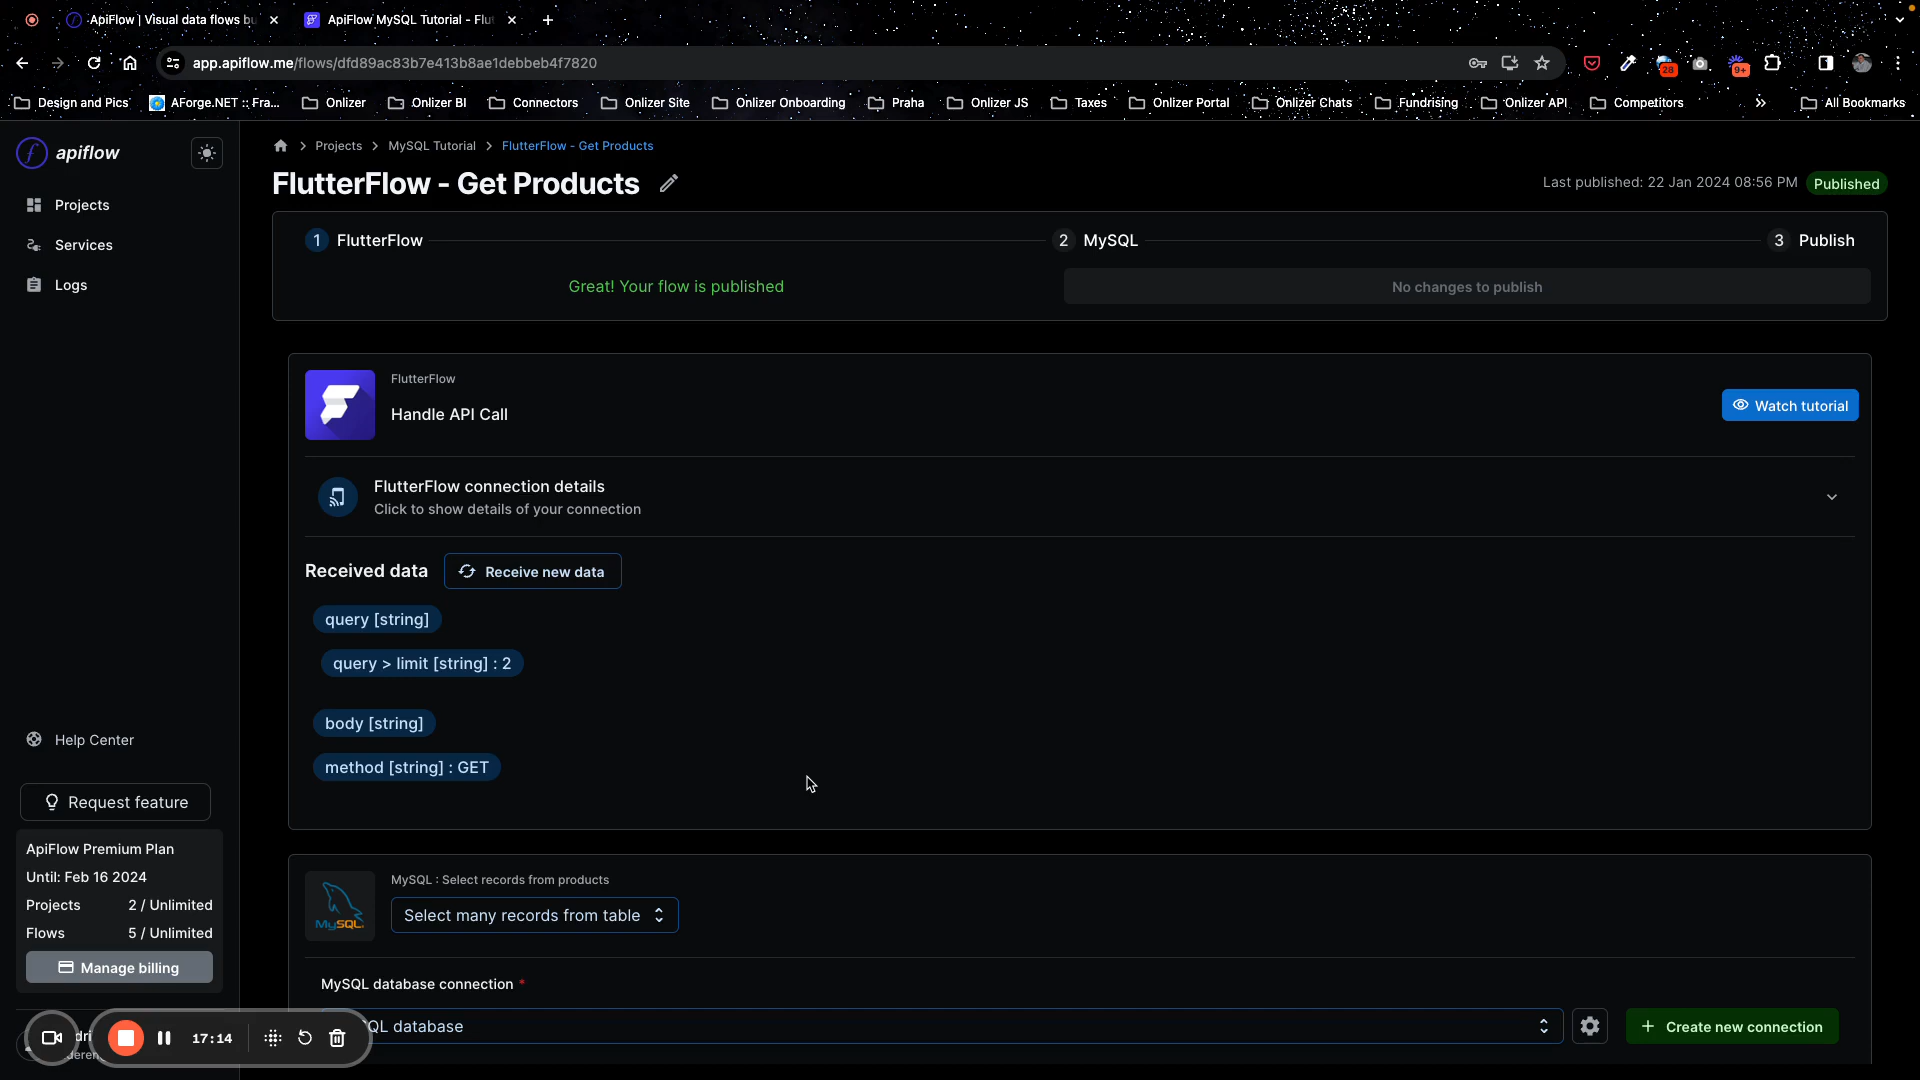 ApiFlow | Visual data flows bu
ApiFlow MySQL Tutorial - Flut
app.apiflow.me/flows/dfd89ac83b7e413b8ae1debbeb4f7820
28
9+
Design and Pics
AForge.NET :: Fra...
Onlizer
Onlizer BI
Connectors
Onlizer Site
Onlizer Onboarding
Praha
Onlizer JS
Taxes
Onlizer Portal
Onlizer Chats
Fundrising
Onlizer API
Competitors
All Bookmarks
apiflow
Projects
Services
Logs
Help Center
Request feature
ApiFlow Premium Plan
Until: Feb 16 2024
Projects 2 / Unlimited
Flows 5 / Unlimited
Manage billing
17:14
Projects > MySQL Tutorial > FlutterFlow - Get Products
FlutterFlow - Get Products
Last published: 22 Jan 2024 08:56 PM Published
1 FlutterFlow
2 MySQL
3 Publish
Great! Your flow is published
No changes to publish
FlutterFlow
Handle API Call
Watch tutorial
FlutterFlow connection details
Click to show details of your connection
Received data
Receive new data
query [string]
query > limit [string] : 2
body [string]
method [string] : GET
MySQL
MySQL : Select records from products
Select many records from table
MySQL database connection *
QL database
Create new connection